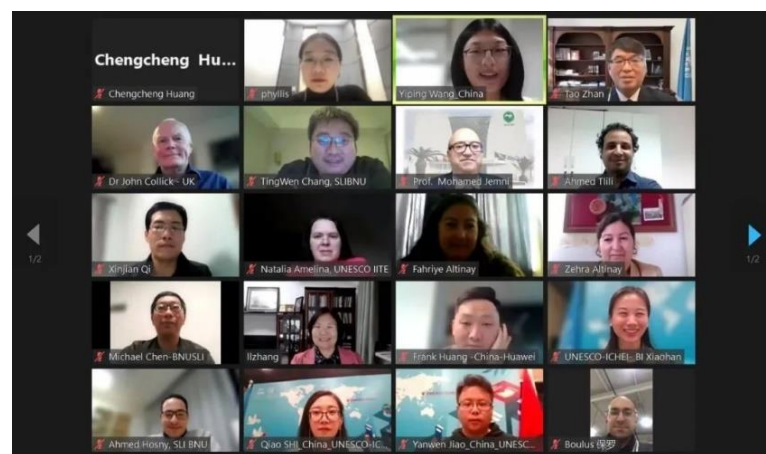 Chengcheng Hu...
Chengcheng Huang
phyllis
Yiping Wang_China
Tao Zhan
Dr John Collick - UK
TingWen Chang, SLIBNU
Prof. Mohamed Jemni
Ahmed Tlili
1/2
1/2
Xinjian Qi
Natalia Amelina, UNESCO IITE
Fahriye Altinay
Zehra Altinay
Michael Chen-BNUSLI
llzhang
Frank Huang -China-Huawei
UNESCO-ICHEI- BI Xiaohan
Ahmed Hosny, SLI BNU
Qiao SHI_China_UNESCO-IC...
Yanwen Jiao_China_UNESC...
Boulus 保罗